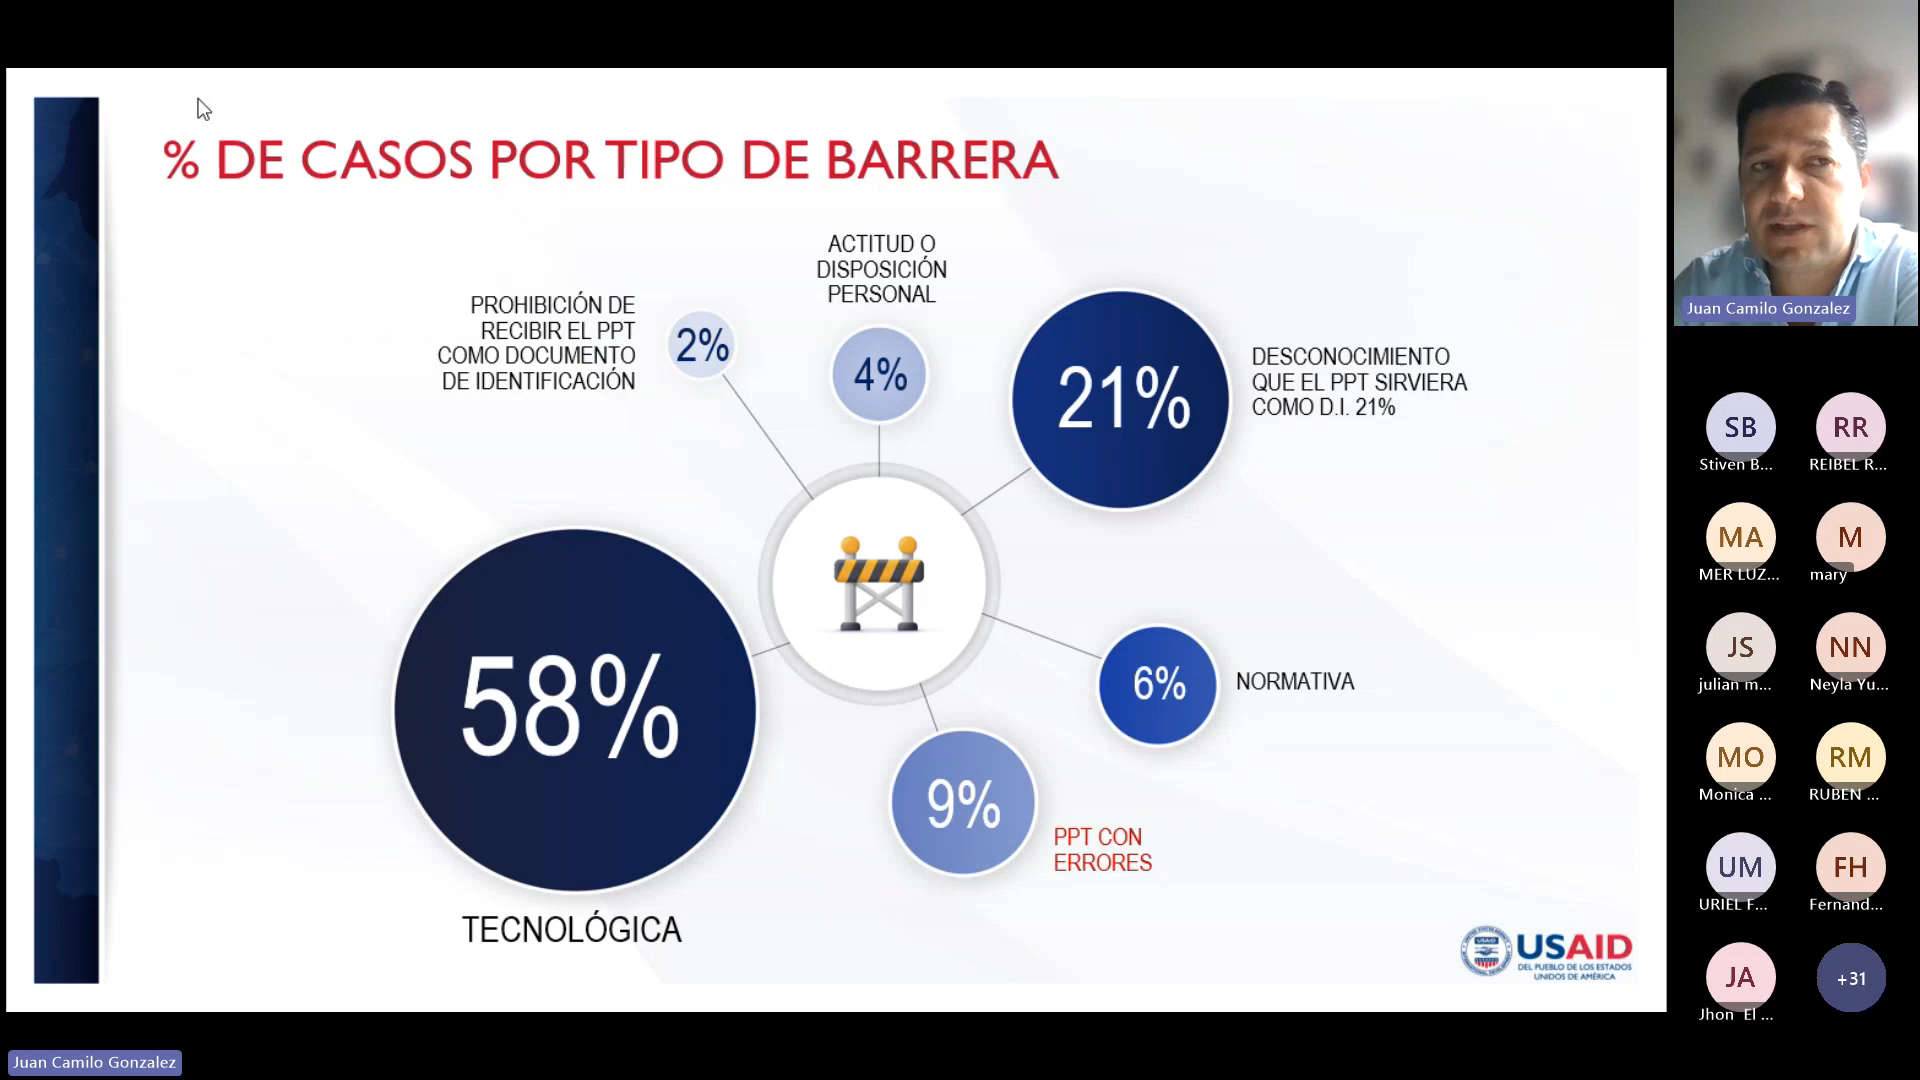 % DE CASOS POR TIPO DE BARRERA
PROHIBICIÓN DE
RECIBIR EL PPT
COMO DOCUMENTO
DE IDENTIFICACIÓN
2%
ACTITUD O
DISPOSICIÓN
PERSONAL
4%
21%
DESCONOCIMIENTO
QUE EL PPT SIRVIERA
COMO D.I. 21%
58%
TECNOLÓGICA
6%
NORMATIVA
9%
PPT CON
ERRORES
USAID
USAID
DEL PUEBLO DE LOS ESTADOS
UNIDOS DE AMÉRICA
Juan Camilo Gonzalez
SB
Stiven B...
RR
REIBEL R...
MA
MER LUZ...
M
mary
JS
julian m...
NN
Neyla Yu...
MO
Monica ...
RM
RUBEN ...
UM
URIEL F...
FH
Fernand...
JA
Jhon El ...
+31
Juan Camilo Gonzalez